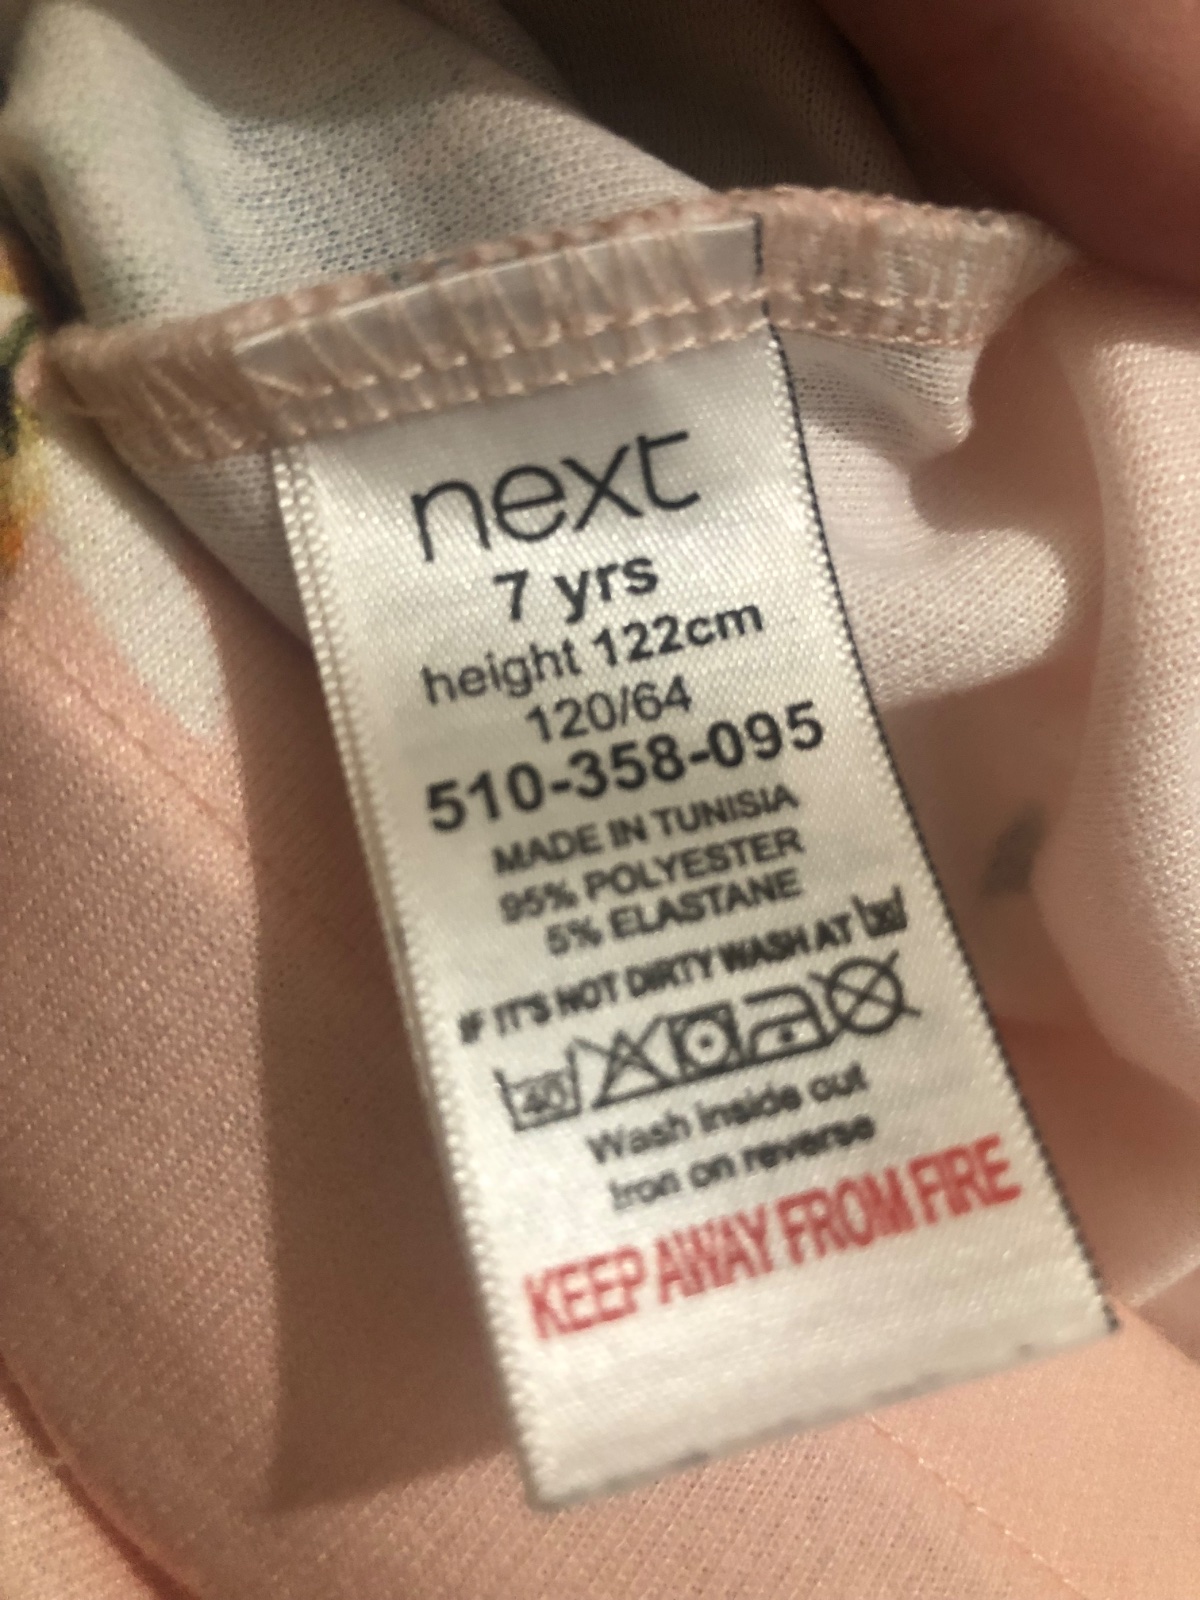 next
7 yrs
height 122cm
120/64
510-358-095
MADE IN TUNISIA
95% POLYESTER
5% ELASTANE
IF IT'S NOT DIRTY WASH AT 30
40
Wash inside out
Iron on reverse
KEEP AWAY FROM FIRE